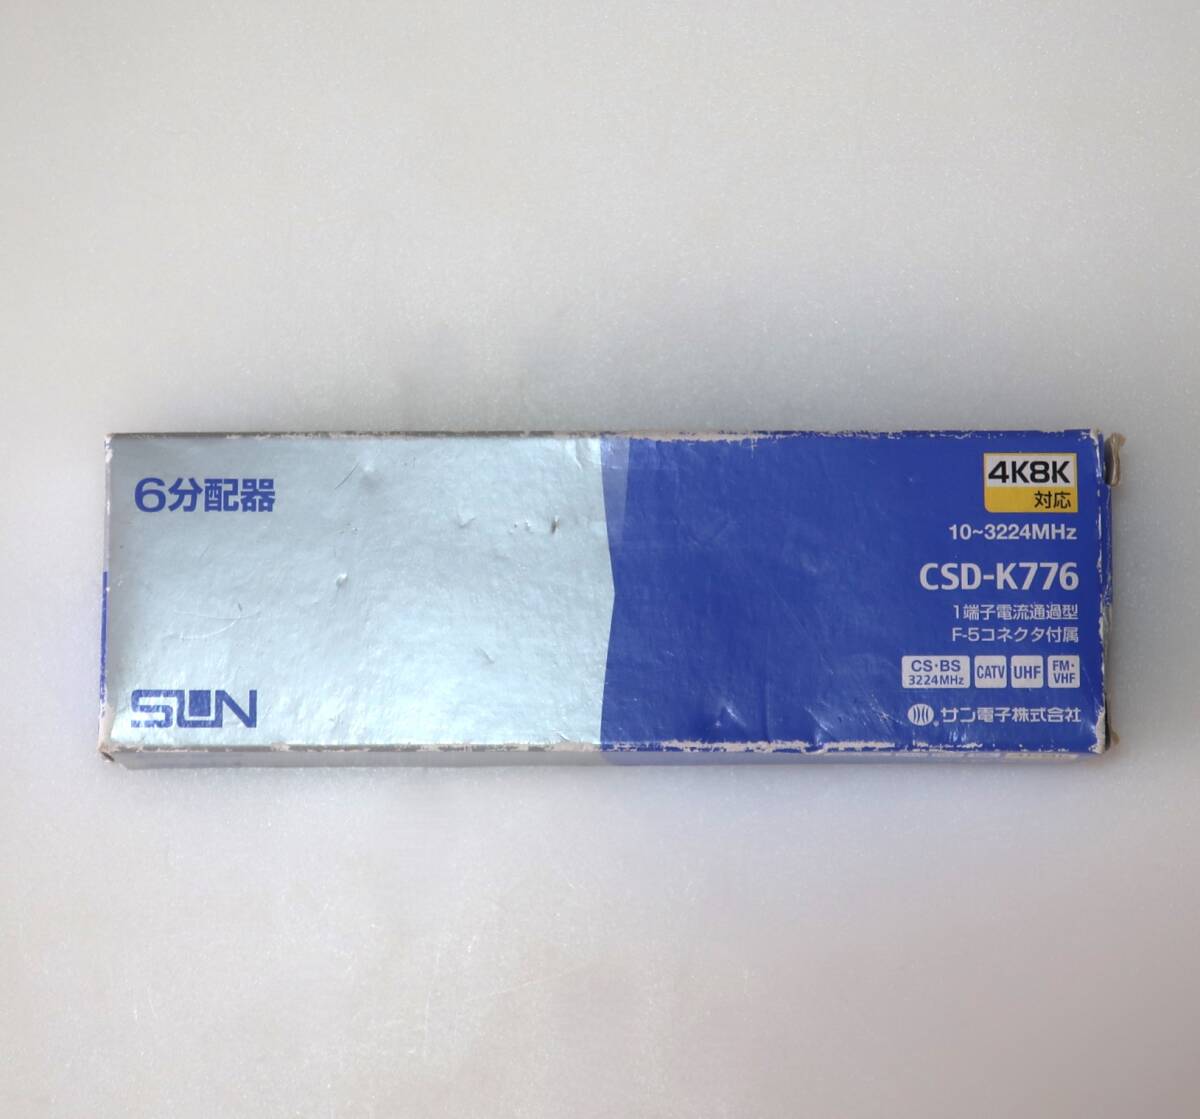 6分配器
SUN
4K8K
対応
10~3224MHz
CSD-K776
1端子電流通過型
F-5コネクタ付属
CS・BS
3224MHz
CATV
UHF
FM・
VHF
サン電子株式会社